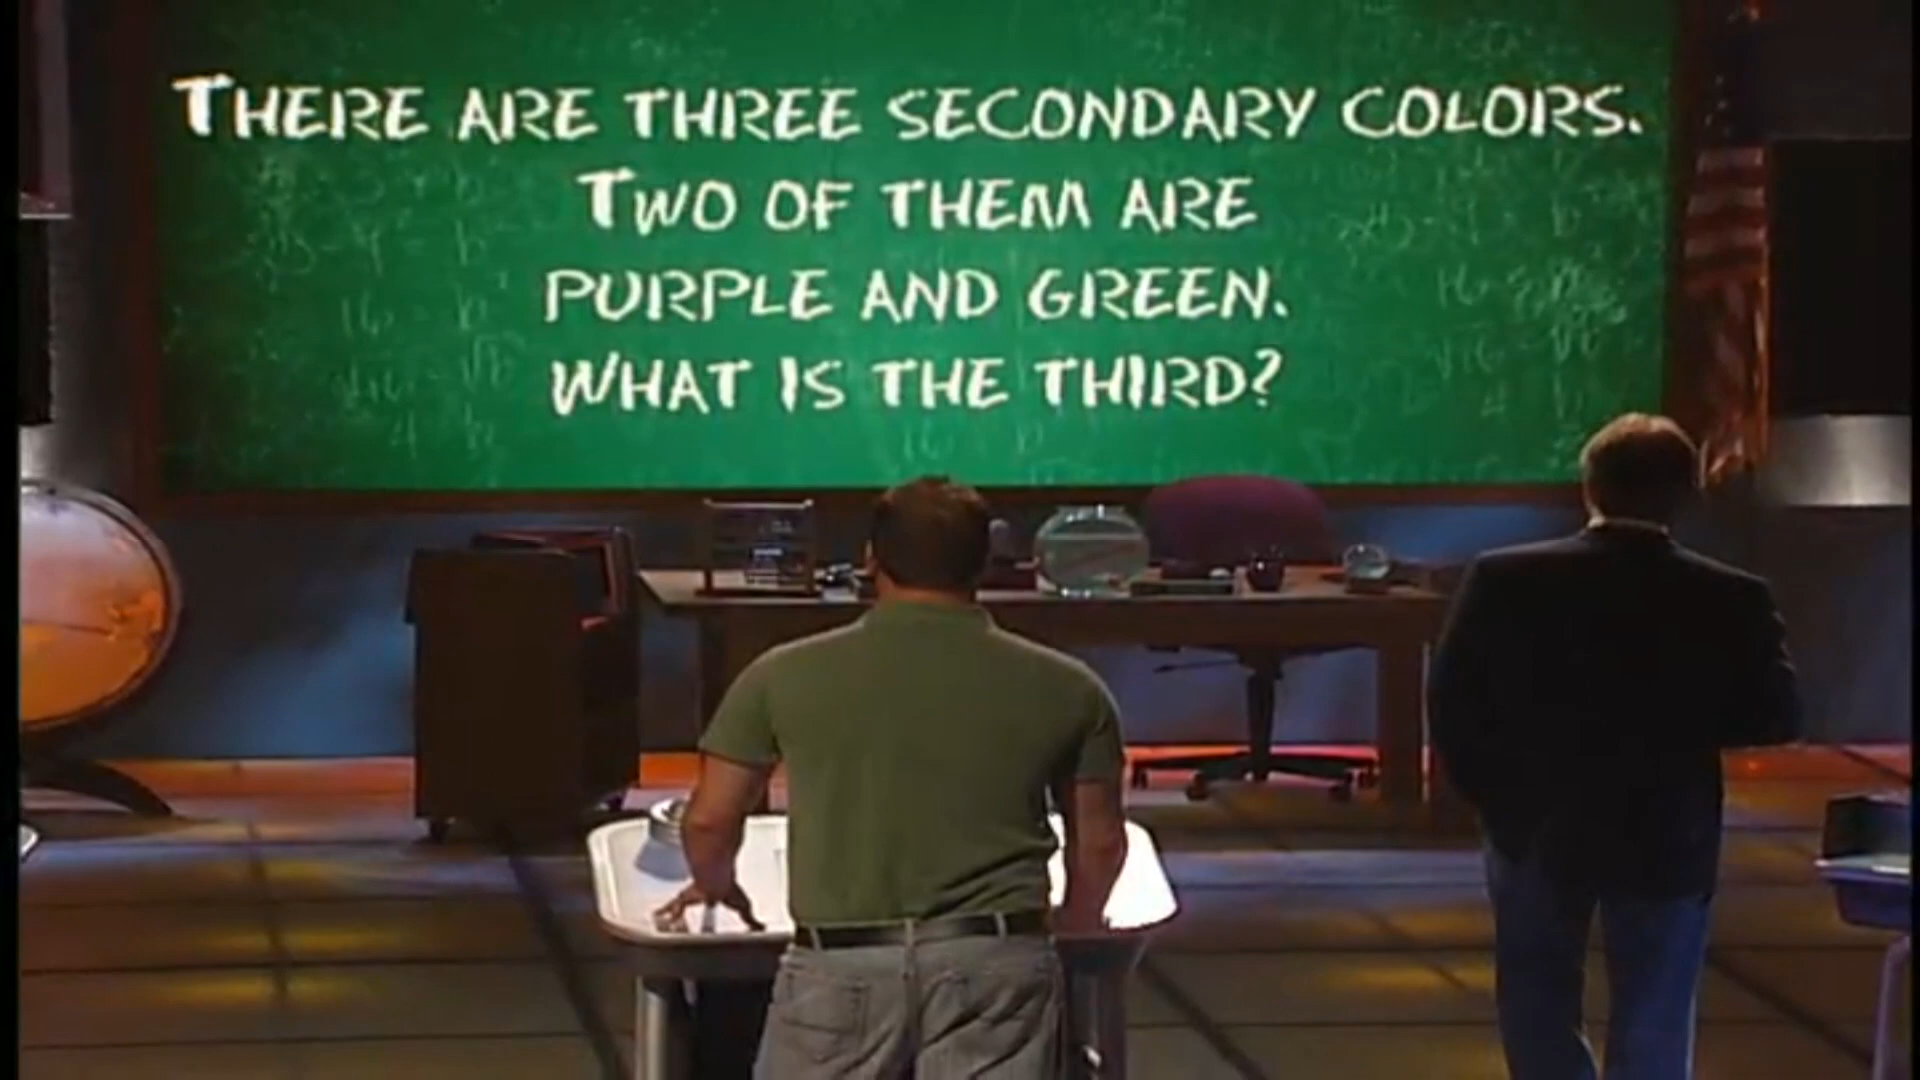 THERE ARE THREE SECONDARY COLORS.
TWO OF THEM ARE
PURPLE AND GREEN.
WHAT IS THE THIRD?